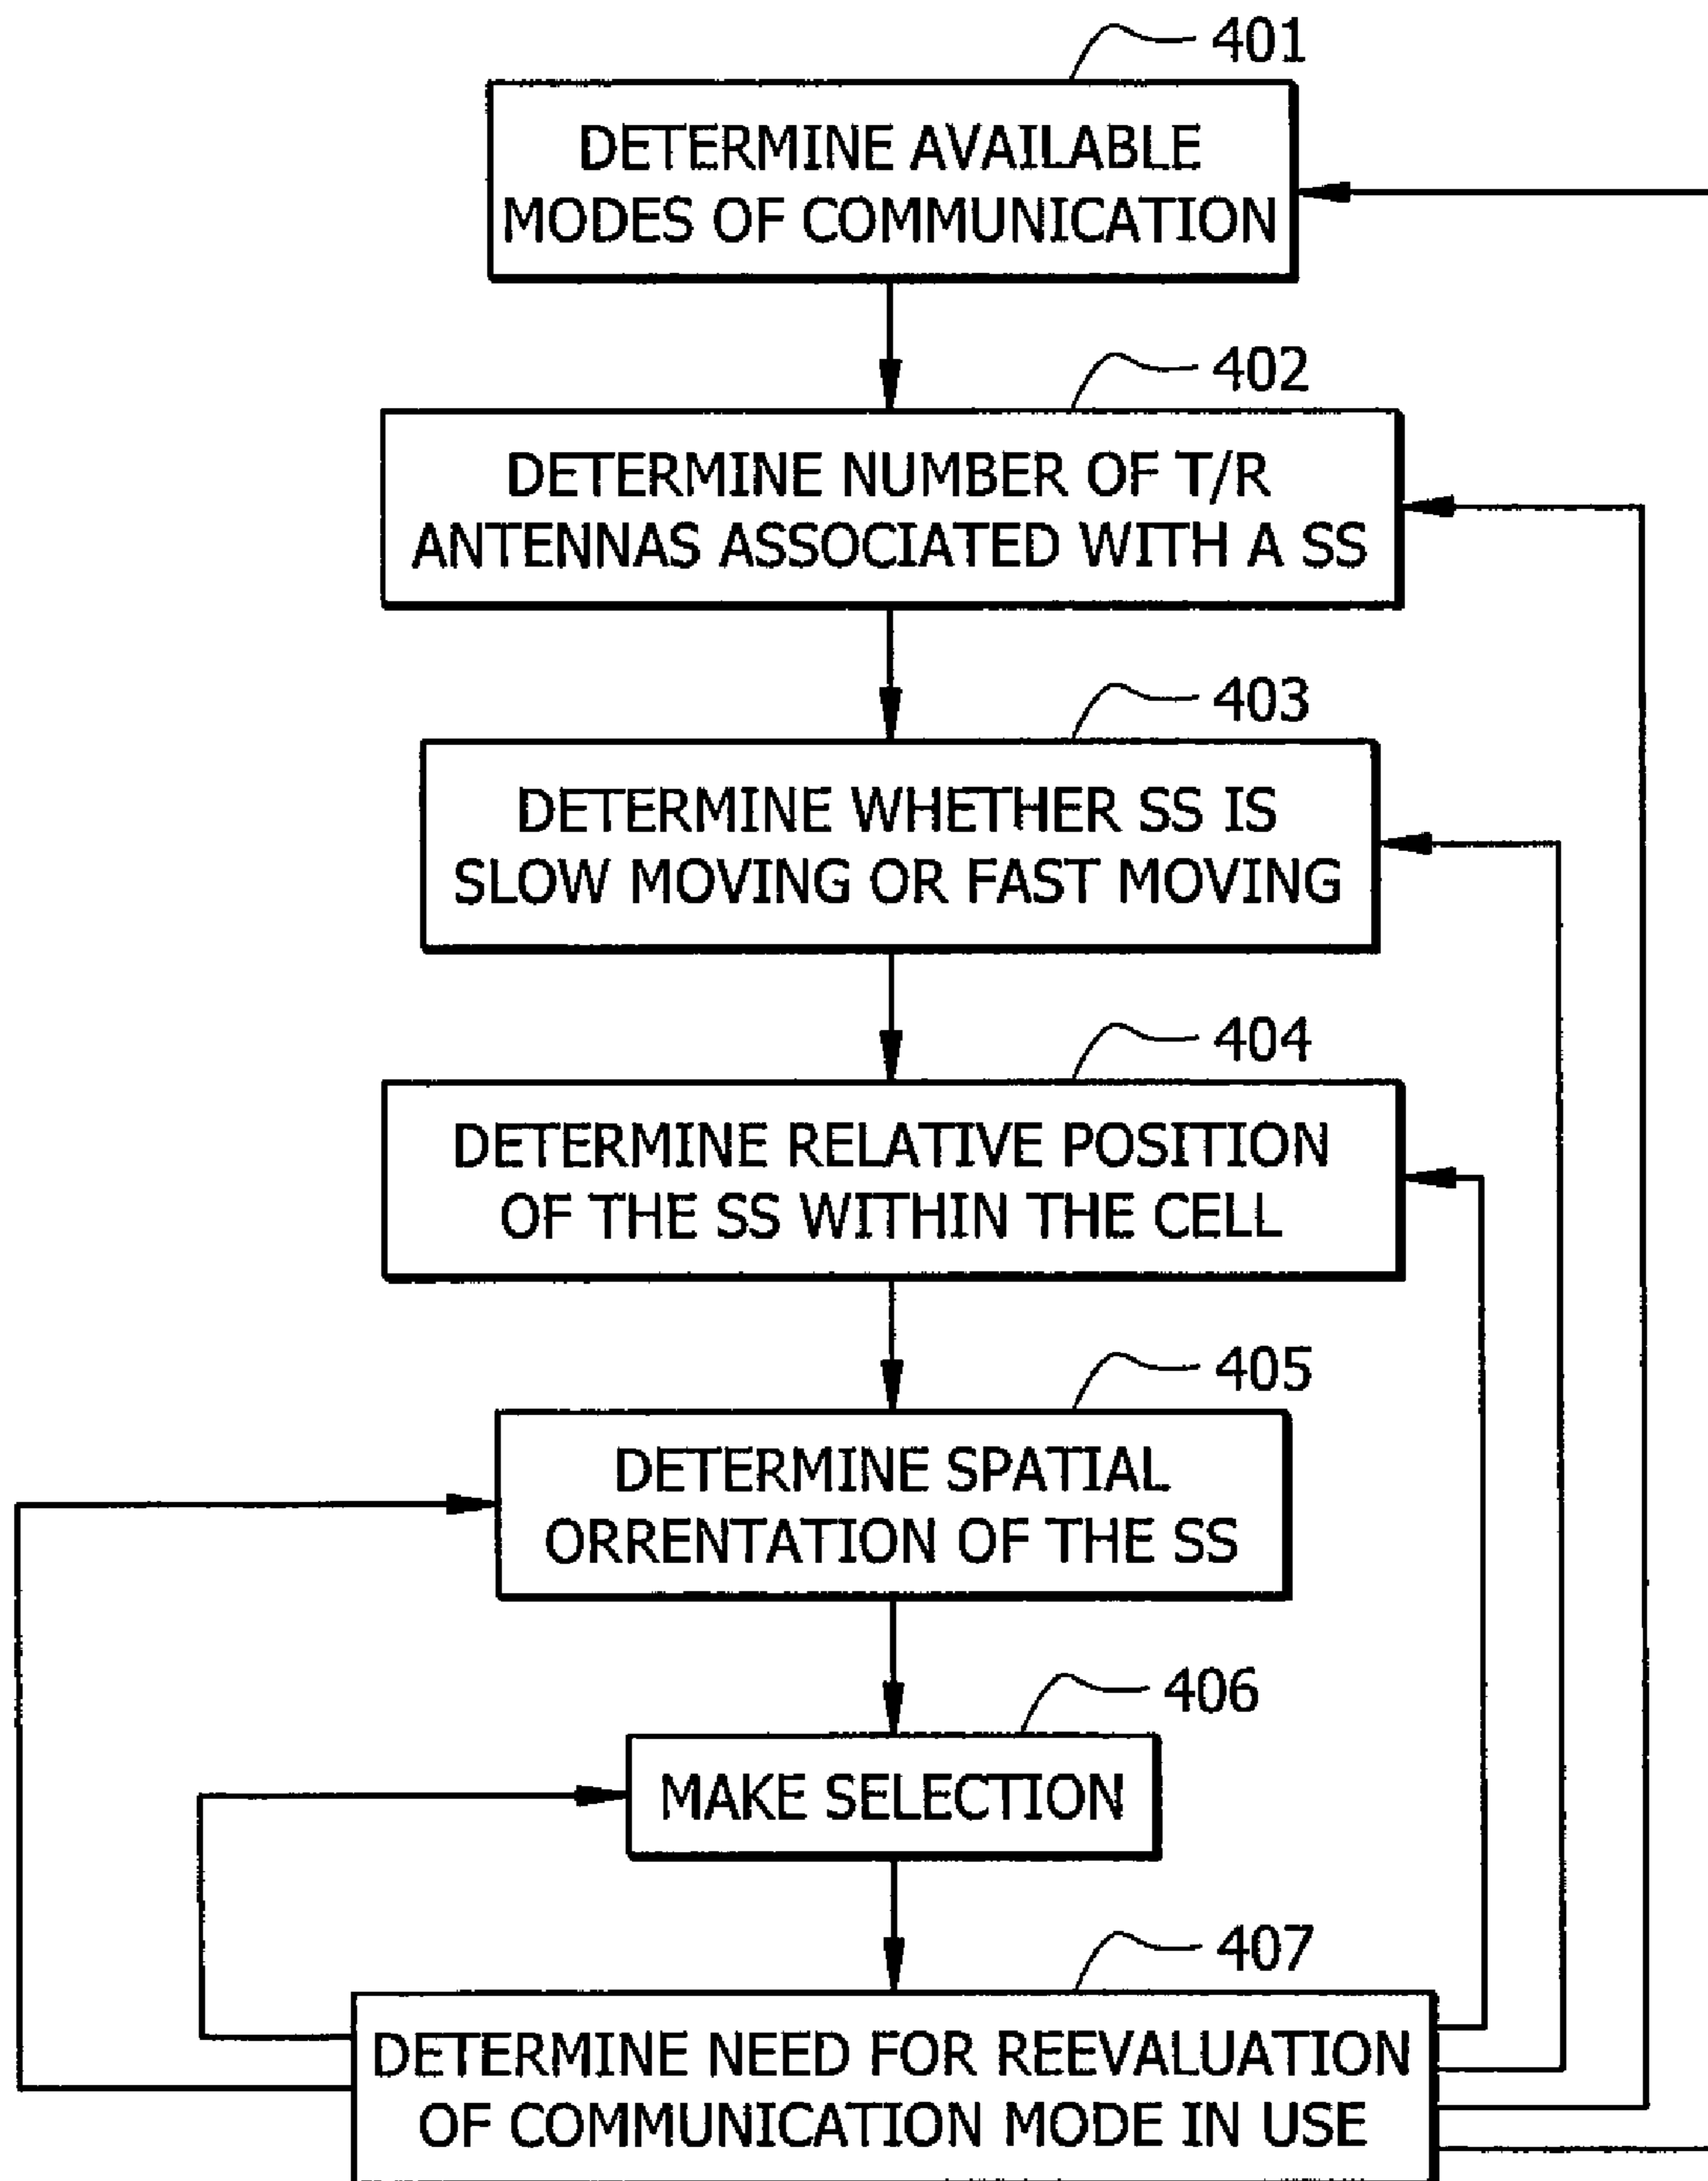 401
DETERMINE AVAILABLE
MODES OF COMMUNICATION
402
DETERMINE NUMBER OF T/R
ANTENNAS ASSOCIATED WITH A SS
403
DETERMINE WHETHER SS IS
SLOW MOVING OR FAST MOVING
404
DETERMINE RELATIVE POSITION
OF THE SS WITHIN THE CELL
405
DETERMINE SPATIAL
ORRENTATION OF THE SS
406
MAKE SELECTION
407
DETERMINE NEED FOR REEVALUATION
OF COMMUNICATION MODE IN USE